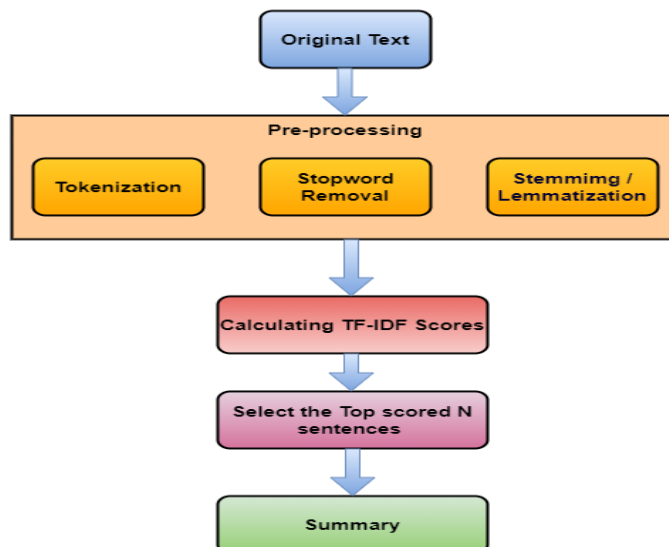 Original Text
Pre-processing
Tokenization
Stopword
Removal
Stemmimg /
Lemmatization
Calculating TF-IDF Scores
Select the Top scored N
sentences
Summary